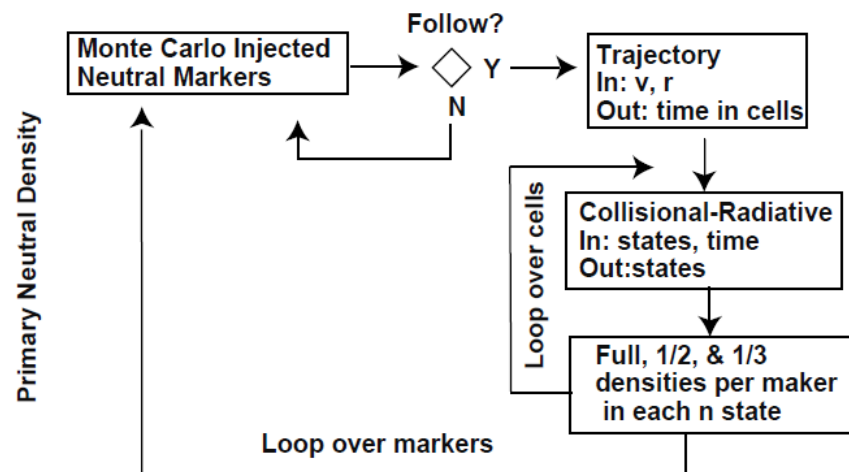 Follow?
Monte Carlo Injected
Neutral Markers
Y
N
Trajectory
In: v, r
Out: time in cells
Primary Neutral Density
Loop over cells
Collisional-Radiative
In: states, time
Out:states
Full, 1/2, & 1/3
densities per maker
in each n state
Loop over markers